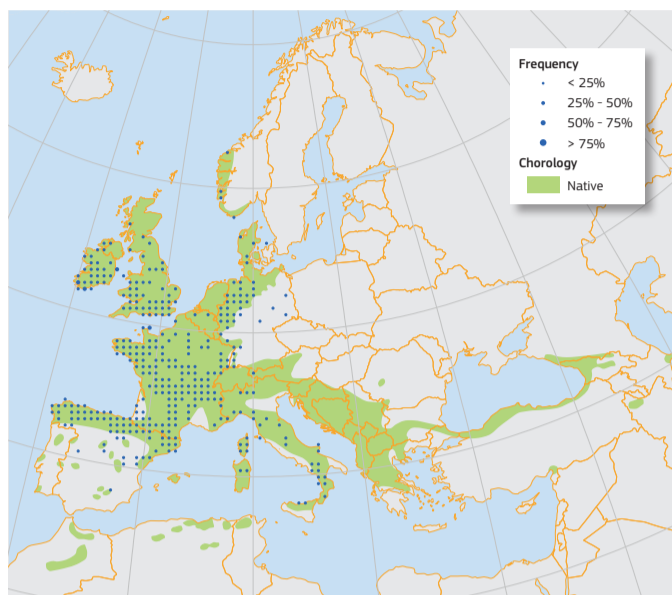 Frequency
< 25%
25% - 50%
50% - 75%
> 75%
Chorology
Native